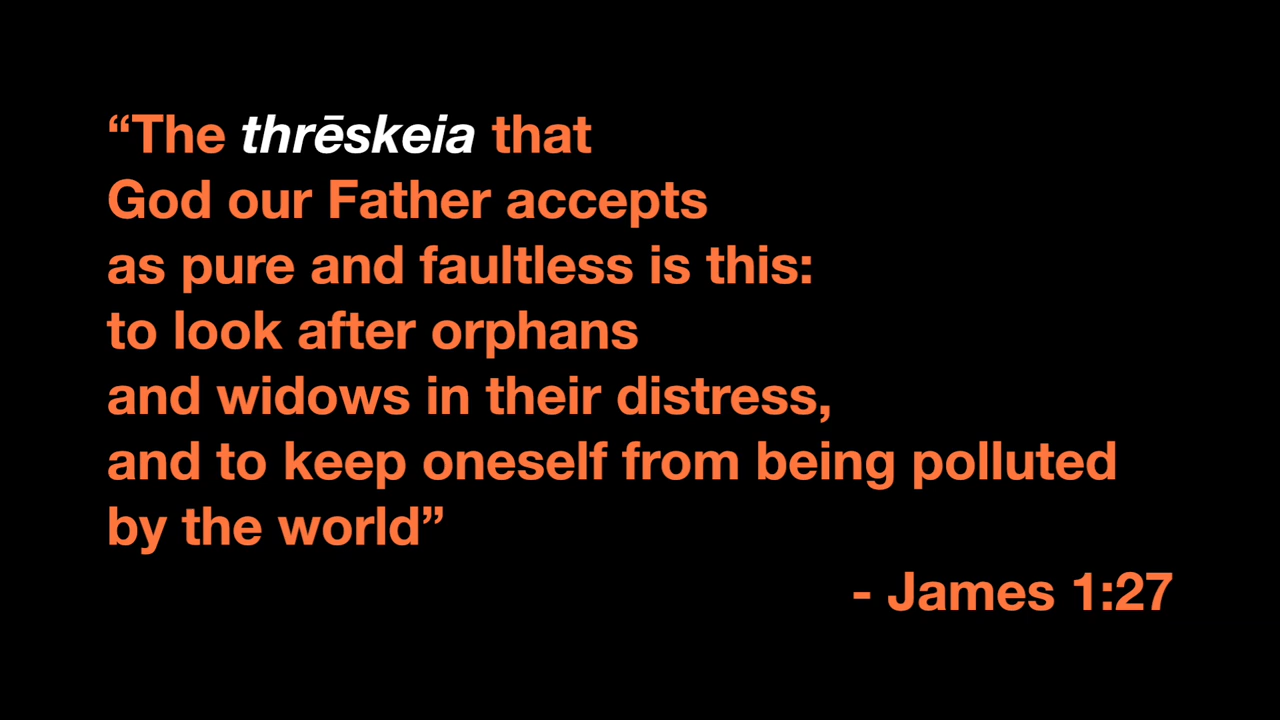 “The thrēskeia that
God our Father accepts
as pure and faultless is this:
to look after orphans
and widows in their distress,
and to keep oneself from being polluted
by the world”
- James 1:27